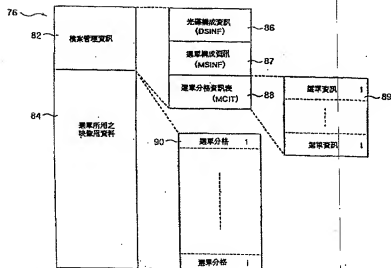 76
82
檢案管理資訊
84
選單所用之
映像用資料
光碟構成資訊
(DSINF)
86
選單構成資訊
(MSINF)
87
選單分格資訊表
(MCIT)
88
選單資訊 1
89
選單資訊 i
90
選單分格 1
選單分格 i